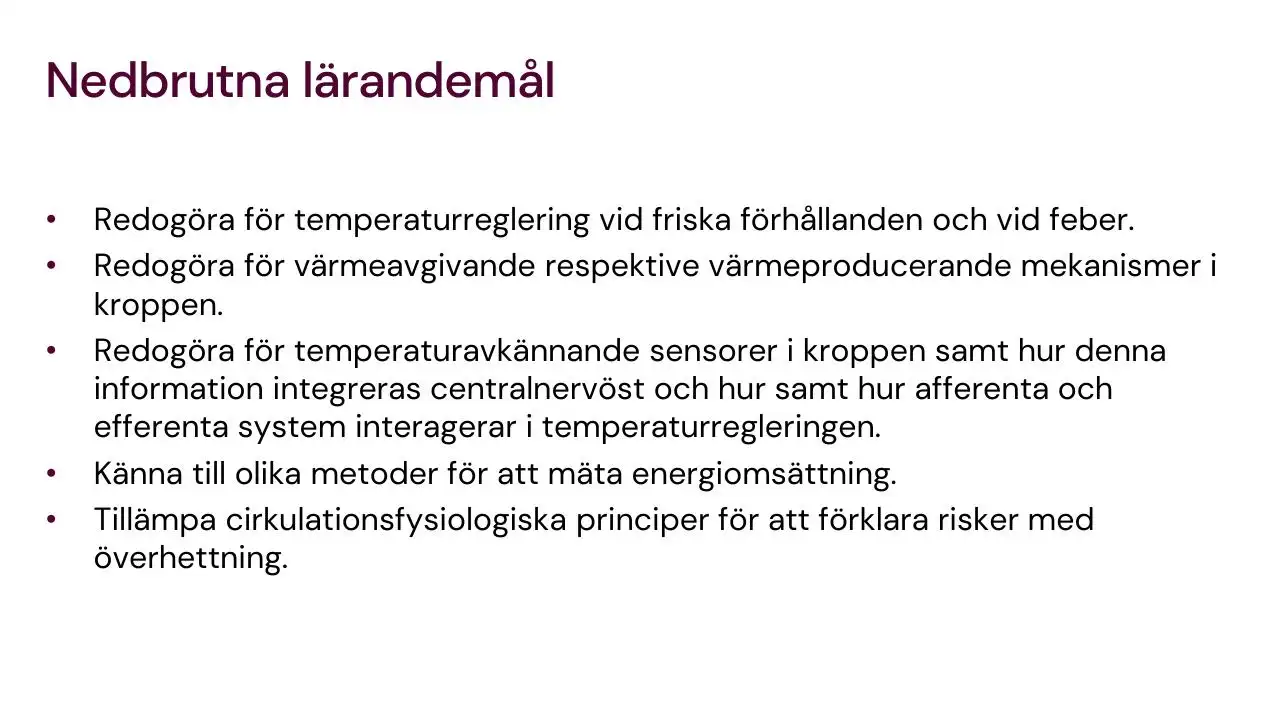 Nedbrutna lärandemål
• Redogöra för temperaturreglering vid friska förhållanden och vid feber.
• Redogöra för värmeavgivande respektive värmeproducerande mekanismer i
kroppen.
• Redogöra för temperaturavkännande sensorer i kroppen samt hur denna
information integreras centralnervöst och hur samt hur afferenta och
efferenta system interagerar i temperaturregleringen.
• Känna till olika metoder för att mäta energiomsättning.
• Tillämpa cirkulationsfysiologiska principer för att förklara risker med
överhettning.